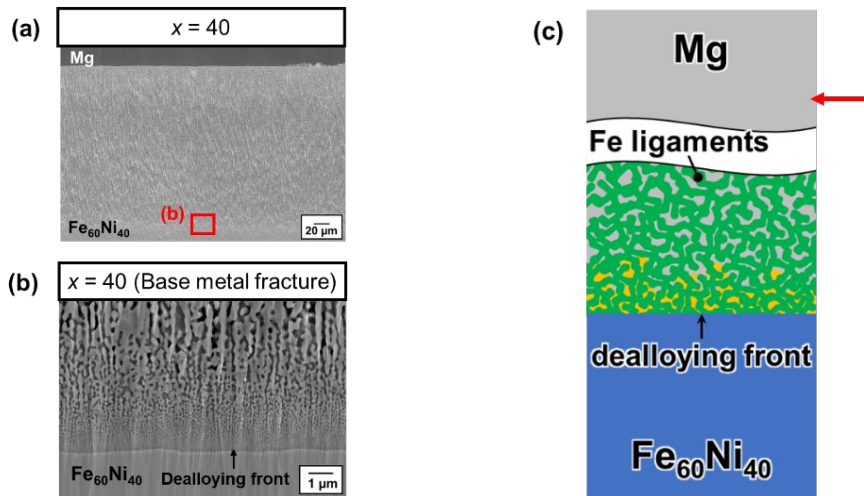 (a)
x = 40
Mg
(b)
Fe₆₀Ni₄₀
20 μm
(b)
x = 40 (Base metal fracture)
Fe₆₀Ni₄₀
Dealloying front
1 μm
(c)
Mg
Fe ligaments
dealloying front
Fe₆₀Ni₄₀